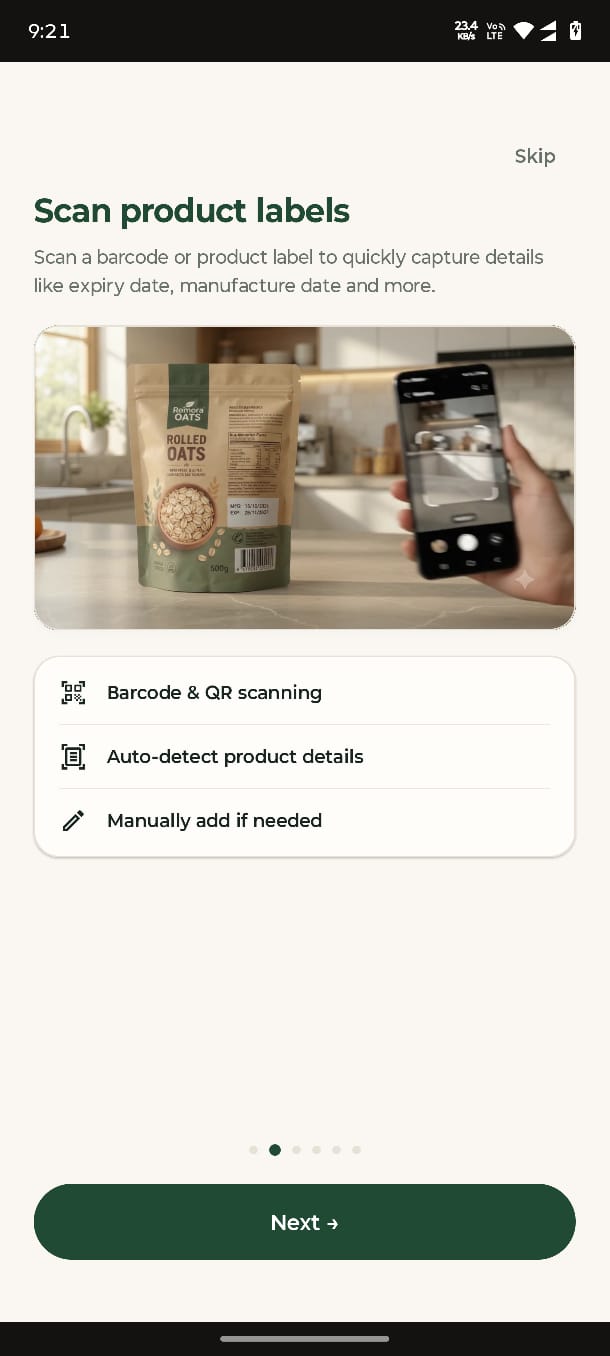 9:21
23.4
KB/s
Vo
LTE
Skip
Scan product labels
Scan a barcode or product label to quickly capture details
like expiry date, manufacture date and more.
Remora
OATS
ROLLED
OATS
500g
MFG
EXP
Barcode & QR scanning
Auto-detect product details
Manually add if needed
Next →